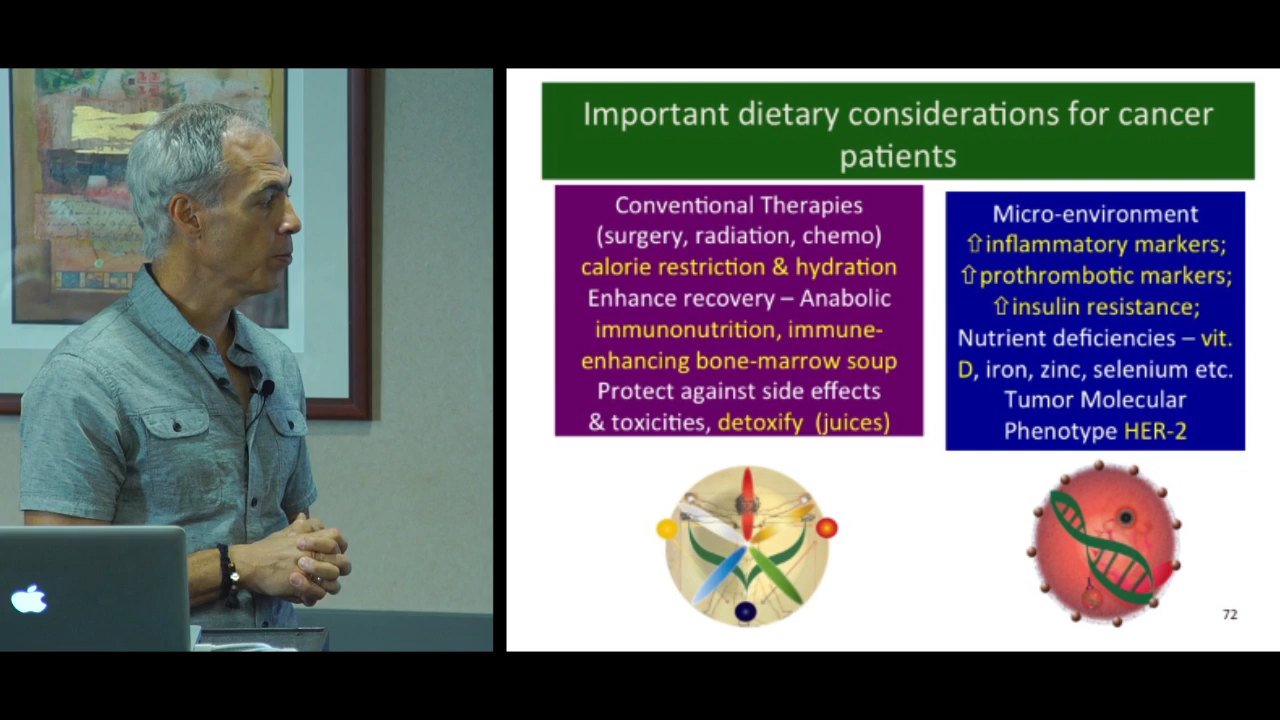 Important dietary considerations for cancer
patients
Conventional Therapies
(surgery, radiation, chemo)
calorie restriction & hydration
Enhance recovery – Anabolic
immunonutrition, immune-
enhancing bone-marrow soup
Protect against side effects
& toxicities, detoxify (juices)
Micro-environment
⇧inflammatory markers;
⇧prothrombotic markers;
⇧insulin resistance;
Nutrient deficiencies – vit.
D, iron, zinc, selenium etc.
Tumor Molecular
Phenotype HER-2
72